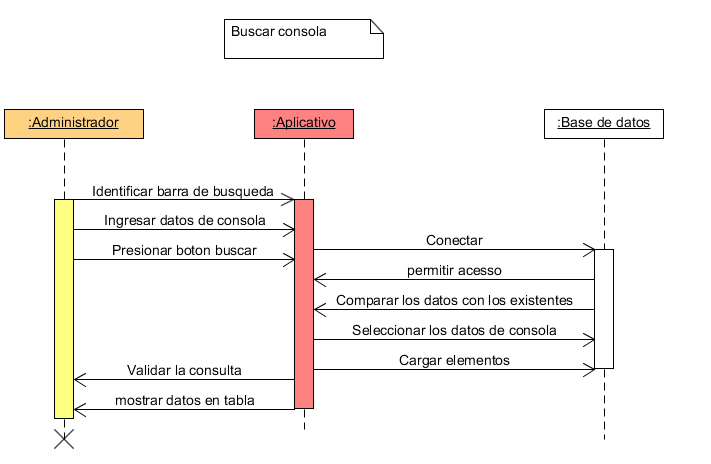 Buscar consola
:Administrador
:Aplicativo
:Base de datos
Identificar barra de busqueda
Ingresar datos de consola
Presionar boton buscar
Conectar
permitir acesso
Comparar los datos con los existentes
Seleccionar los datos de consola
Cargar elementos
Validar la consulta
mostrar datos en tabla